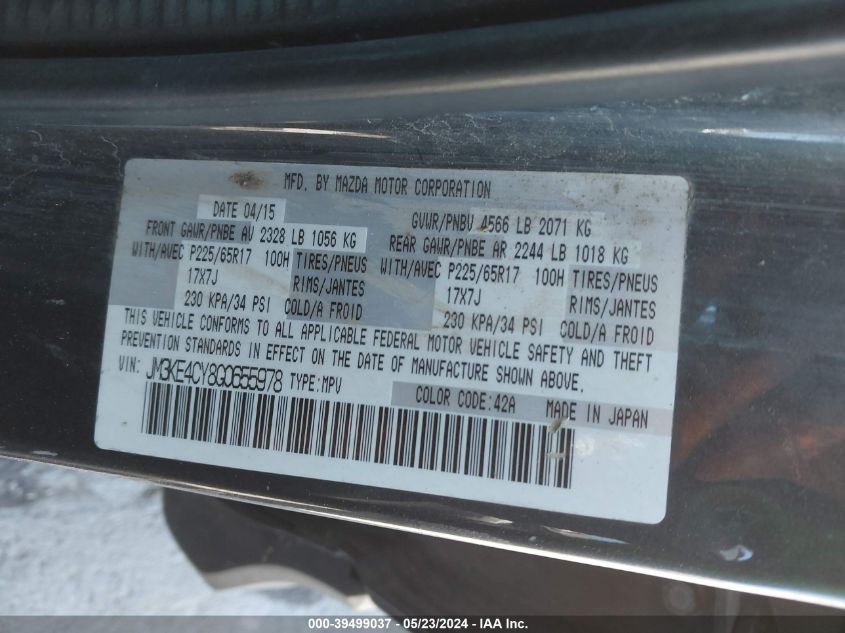 MFD. BY MAZDA MOTOR CORPORATION
DATE 04/15 GVWR/PNBV 4566 LB 2071 KG
FRONT GAWR/PNBE AV 2328 LB 1056 KG REAR GAWR/PNBE AR 2244 LB 1018 KG
WITH/AVEC P225/65R17 100H TIRES/PNEUS WITH/AVEC P225/65R17 100H TIRES/PNEUS
17X7J RIMS/JANTES 17X7J RIMS/JANTES
230 KPA/34 PSI COLD/A FROID 230 KPA/34 PSI COLD/A FROID
THIS VEHICLE CONFORMS TO ALL APPLICABLE FEDERAL MOTOR VEHICLE SAFETY AND THEFT
PREVENTION STANDARDS IN EFFECT ON THE DATE OF MANUFACTURE SHOWN ABOVE.
VIN: JM3KE4CY8G0655978 TYPE:MPV
COLOR CODE:42A MADE IN JAPAN
000-39499037 - 05/23/2024 - ©IAA, Inc.